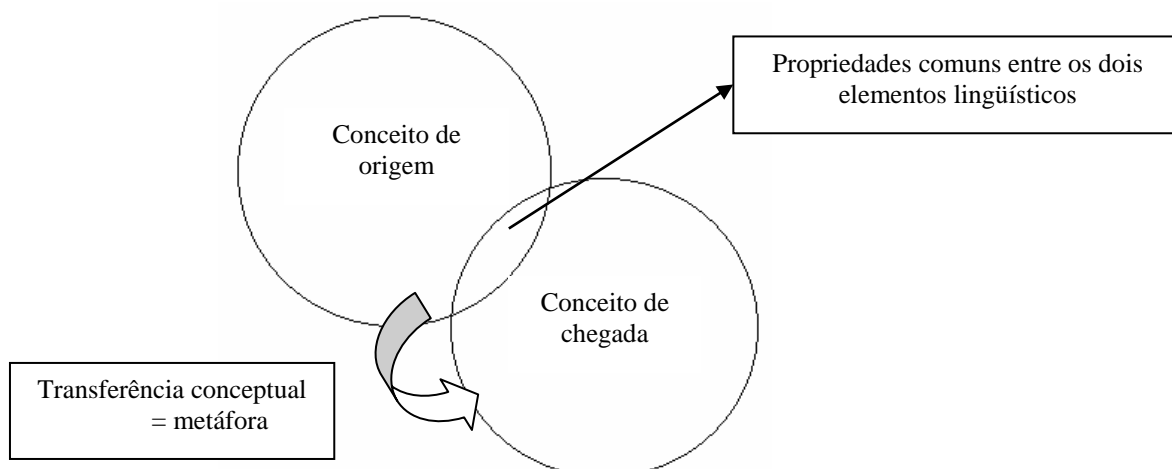 Propriedades comuns entre os dois
elementos lingüísticos
Conceito de
origem
Conceito de
chegada
Transferência conceptual
= metáfora